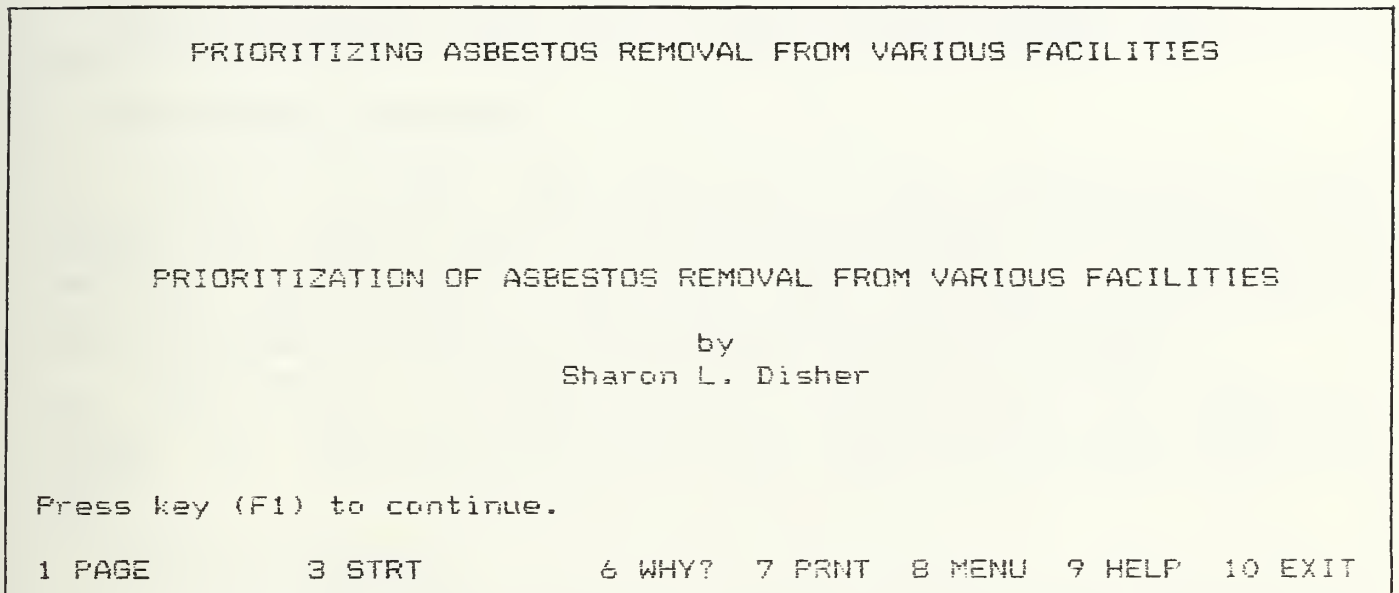 PRIORITIZING ASBESTOS REMOVAL FROM VARIOUS FACILITIES
PRIORITIZATION OF ASBESTOS REMOVAL FROM VARIOUS FACILITIES
by
Sharon L. Disher
Press key (F1) to continue.
1 PAGE 3 STRT 6 WHY? 7 PRNT 8 MENU 9 HELP 10 EXIT